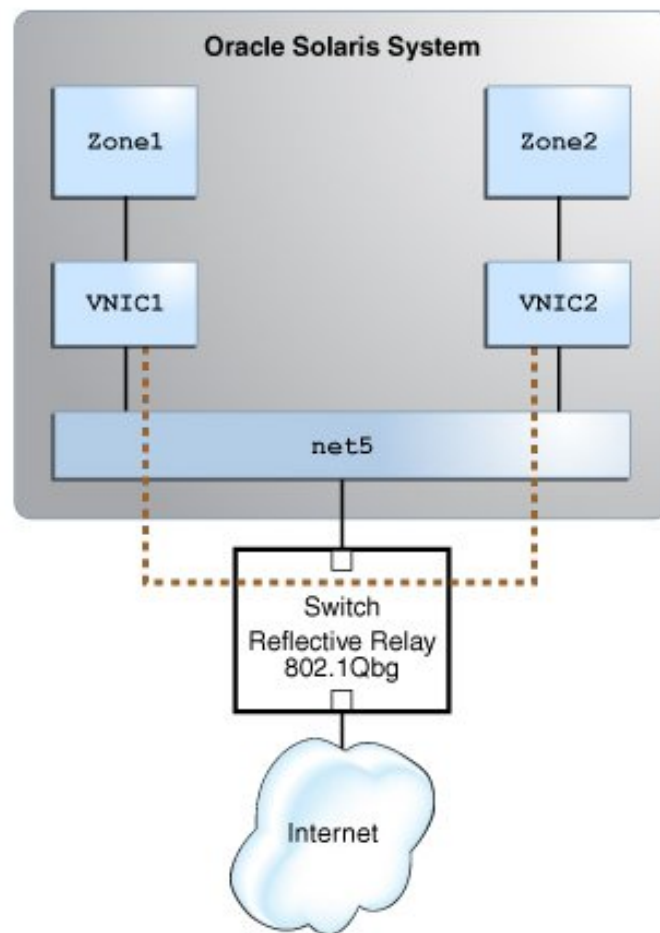 Oracle Solaris System
Zone1
Zone2
VNIC1
VNIC2
net5
Switch
Reflective Relay
802.1Qbg
Internet